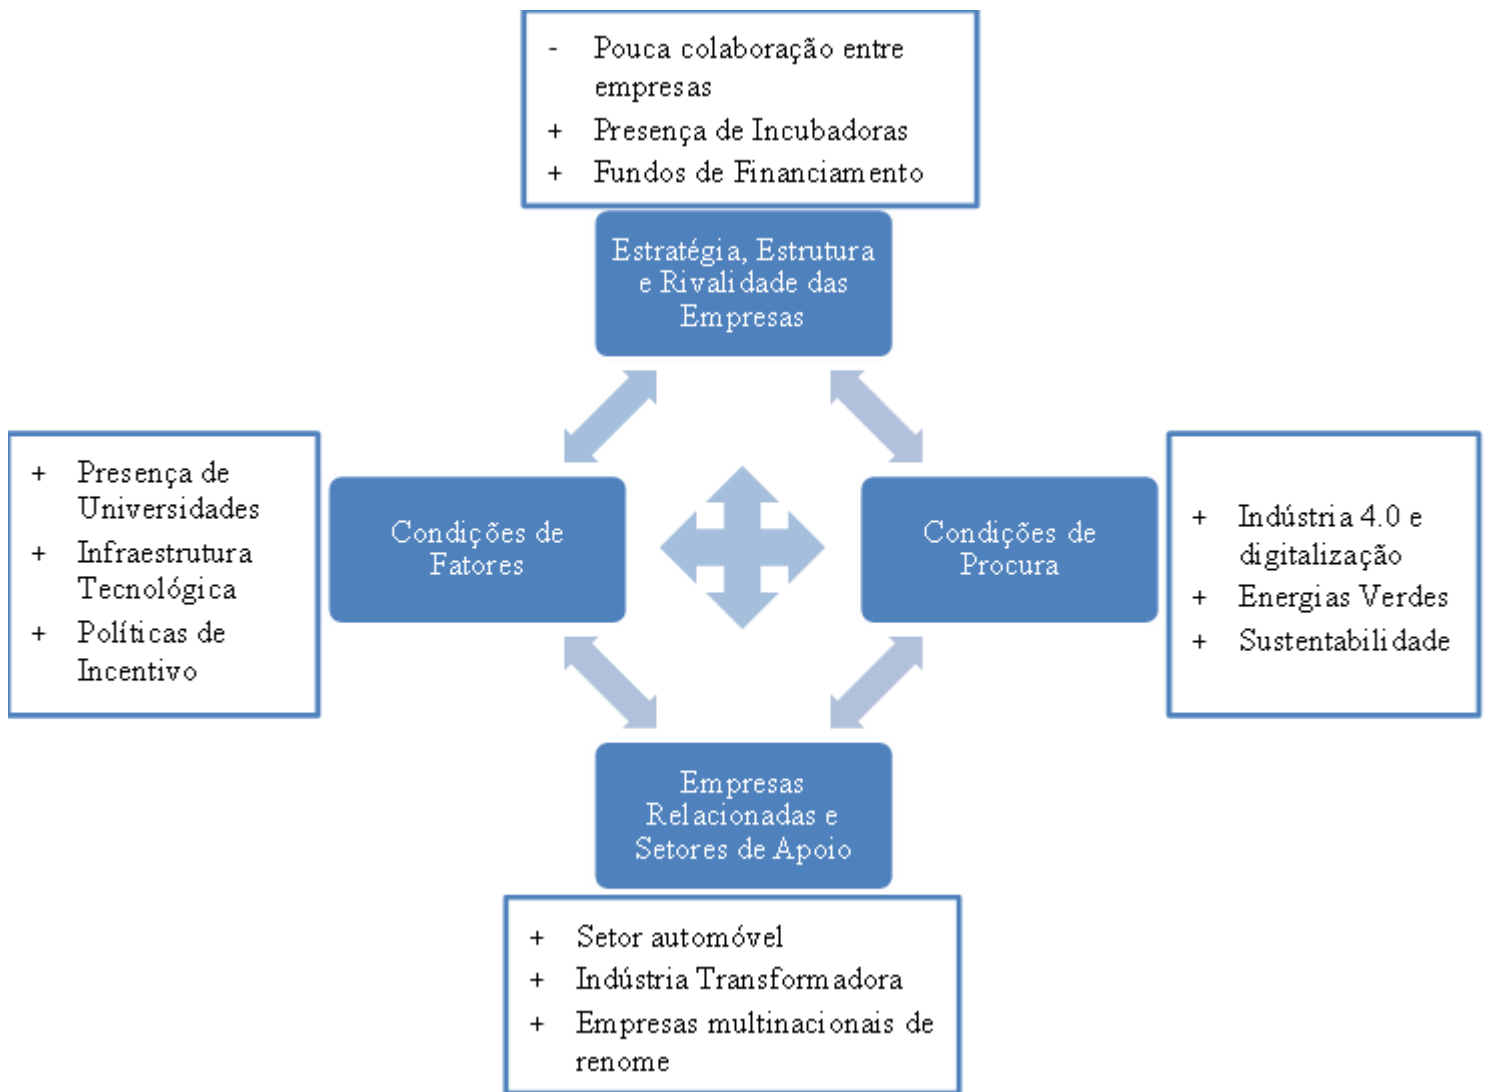 - Pouca colaboração entre
empresas
+ Presença de Incubadoras
+ Fundos de Financiamento
Estratégia, Estrutura
e Rivalidade das
Empresas
+ Presença de
Universidades
+ Infraestrutura
Tecnológica
+ Políticas de
Incentivo
Condições de
Fatores
Condições de
Procura
+ Indústria 4.0 e
digitalização
+ Energias Verdes
+ Sustentabilidade
Empresas
Relacionadas e
Setores de Apoio
+ Setor automóvel
+ Indústria Transformadora
+ Empresas multinacionais de
renome